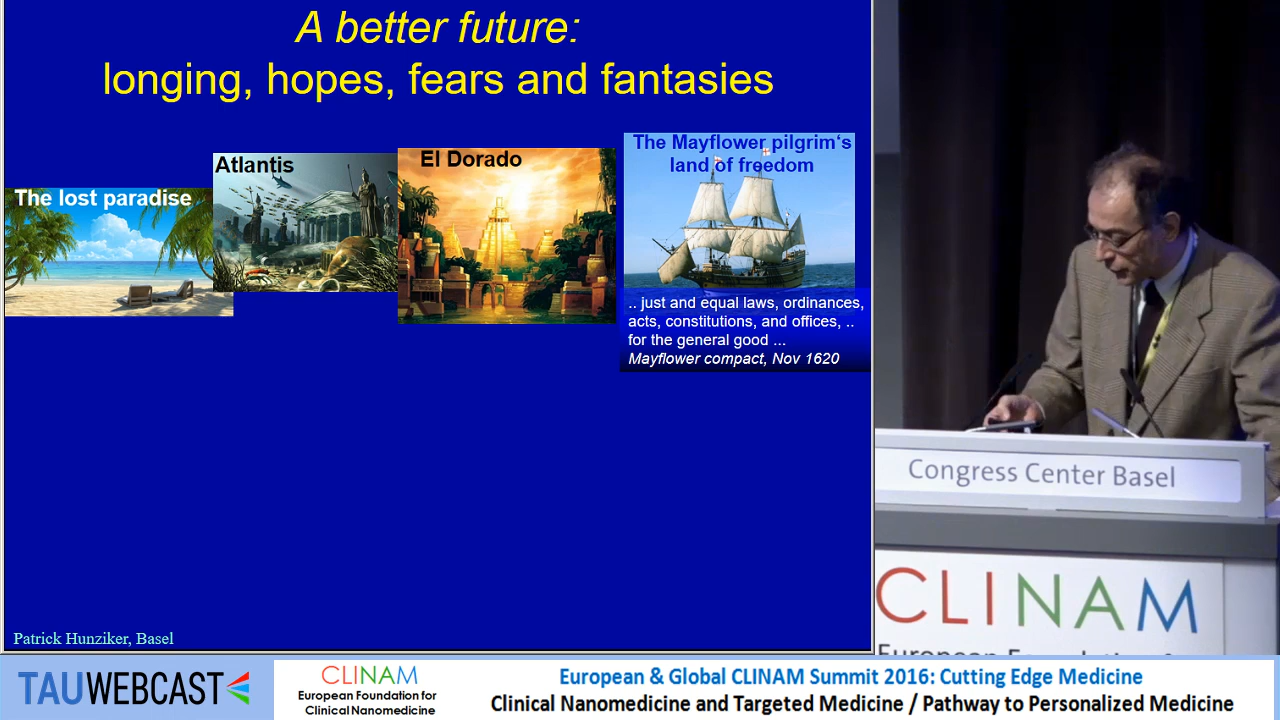 A better future:
longing, hopes, fears and fantasies
The lost paradise
Atlantis
El Dorado
The Mayflower pilgrim‘s
land of freedom
.. just and equal laws, ordinances,
acts, constitutions, and offices, ..
for the general good ...
Mayflower compact, Nov 1620
Patrick Hunziker, Basel
Congress Center Basel
CLINAM
TAUWEBCAST
CLINAM
European Foundation for
Clinical Nanomedicine
European & Global CLINAM Summit 2016: Cutting Edge Medicine
Clinical Nanomedicine and Targeted Medicine / Pathway to Personalized Medicine